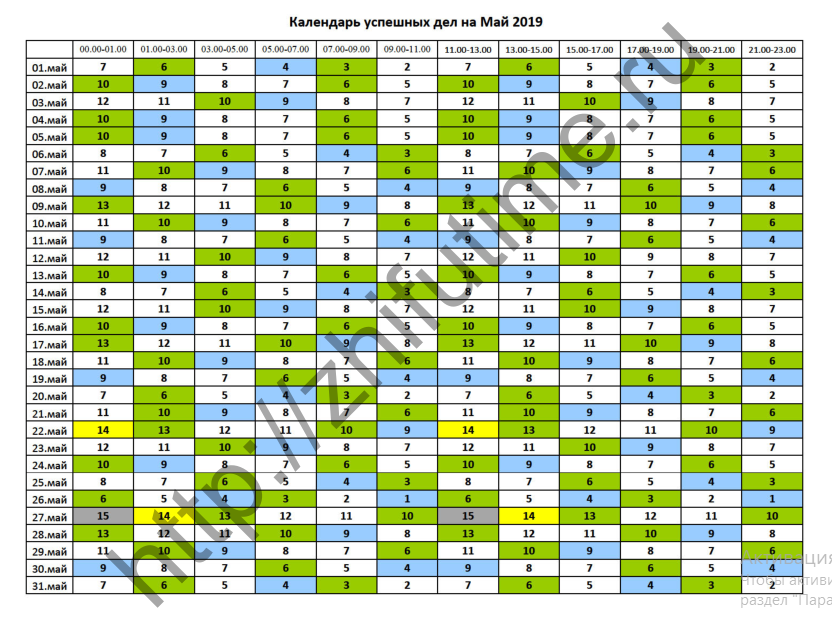 Календарь успешных дел на Май 2019
00.00-01.00 01.00-03.00 03.00-05.00 05.00-07.00 07.00-09.00 09.00-11.00 11.00-13.00 13.00-15.00 15.00-17.00 17.00-19.00 19.00-21.00 21.00-23.00
01.май 7 6 5 4 3 2 7 6 5 4 3 2
02.май 10 9 8 7 6 5 10 9 8 7 6 5
03.май 12 11 10 9 8 7 12 11 10 9 8 7
04.май 10 9 8 7 6 5 10 9 8 7 6 5
05.май 10 9 8 7 6 5 10 9 8 7 6 5
06.май 8 7 6 5 4 3 8 7 6 5 4 3
07.май 11 10 9 8 7 6 11 10 9 8 7 6
08.май 9 8 7 6 5 4 9 8 7 6 5 4
09.май 13 12 11 10 9 8 13 12 11 10 9 8
10.май 11 10 9 8 7 6 11 10 9 8 7 6
11.май 9 8 7 6 5 4 9 8 7 6 5 4
12.май 12 11 10 9 8 7 12 11 10 9 8 7
13.май 10 9 8 7 6 5 10 9 8 7 6 5
14.май 8 7 6 5 4 3 8 7 6 5 4 3
15.май 12 11 10 9 8 7 12 11 10 9 8 7
16.май 10 9 8 7 6 5 10 9 8 7 6 5
17.май 13 12 11 10 9 8 13 12 11 10 9 8
18.май 11 10 9 8 7 6 11 10 9 8 7 6
19.май 9 8 7 6 5 4 9 8 7 6 5 4
20.май 7 6 5 4 3 2 7 6 5 4 3 2
21.май 11 10 9 8 7 6 11 10 9 8 7 6
22.май 14 13 12 11 10 9 14 13 12 11 10 9
23.май 12 11 10 9 8 7 12 11 10 9 8 7
24.май 10 9 8 7 6 5 10 9 8 7 6 5
25.май 8 7 6 5 4 3 8 7 6 5 4 3
26.май 6 5 4 3 2 1 6 5 4 3 2 1
27.май 15 14 13 12 11 10 15 14 13 12 11 10
28.май 13 12 11 10 9 8 13 12 11 10 9 8
29.май 11 10 9 8 7 6 11 10 9 8 7 6
30.май 9 8 7 6 5 4 9 8 7 6 5 4
31.май 7 6 5 4 3 2 7 6 5 4 3 2
http://zhifutime.ru
Активация
Чтобы активи
раздел "Пара